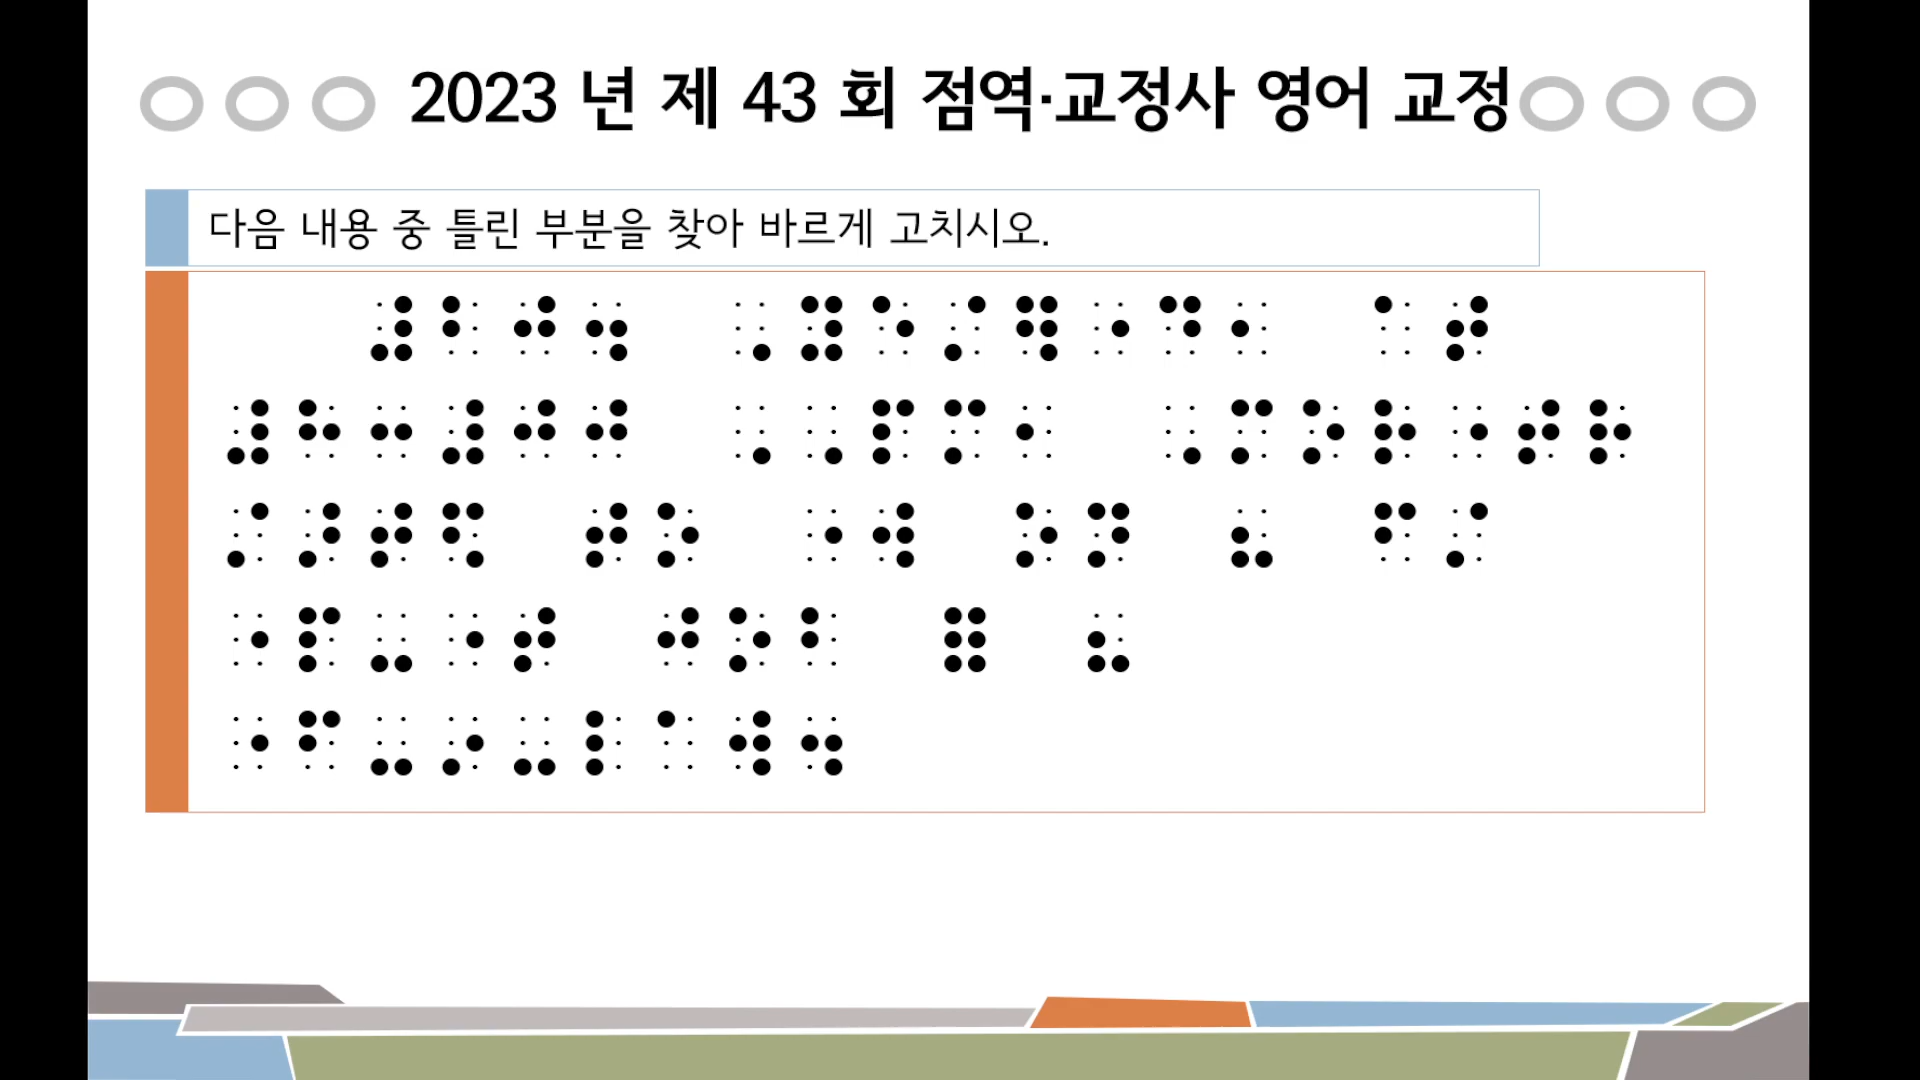 2023 년 제 43 회 점역·교정사 영어 교정
다음 내용 중 틀린 부분을 찾아 바르게 고치시오.
⠼⠃⠚⠲⠀⠠⠽⠑⠌⠻⠐⠙⠂⠀⠁⠞
⠼⠓⠒⠼⠚⠚⠀⠠⠠⠏⠍⠂⠀⠠⠍⠕⠗⠐⠞⠗
⠌⠜⠞⠫⠀⠞⠕⠀⠐⠺⠀⠕⠝⠀⠦⠀⠋⠌
⠐⠏⠤⠐⠞⠀⠚⠕⠃⠀⠿⠀⠦
⠐⠋⠤⠔⠤⠇⠁⠺⠲